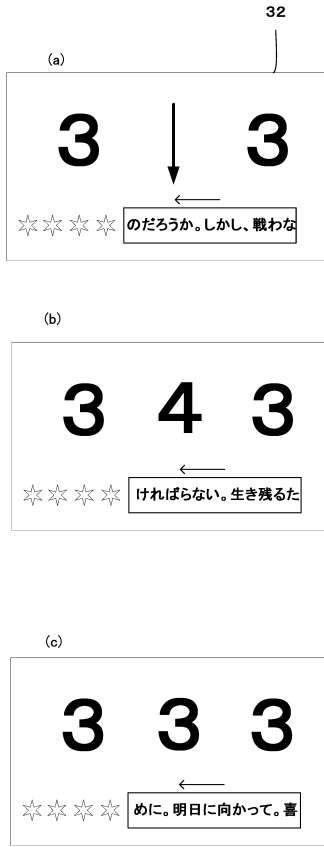 32
(a)
3 3
のだろうか。しかし、戦わな
(b)
3 4 3
ければらない。生き残るた
(c)
3 3 3
めに。明日に向かって。喜